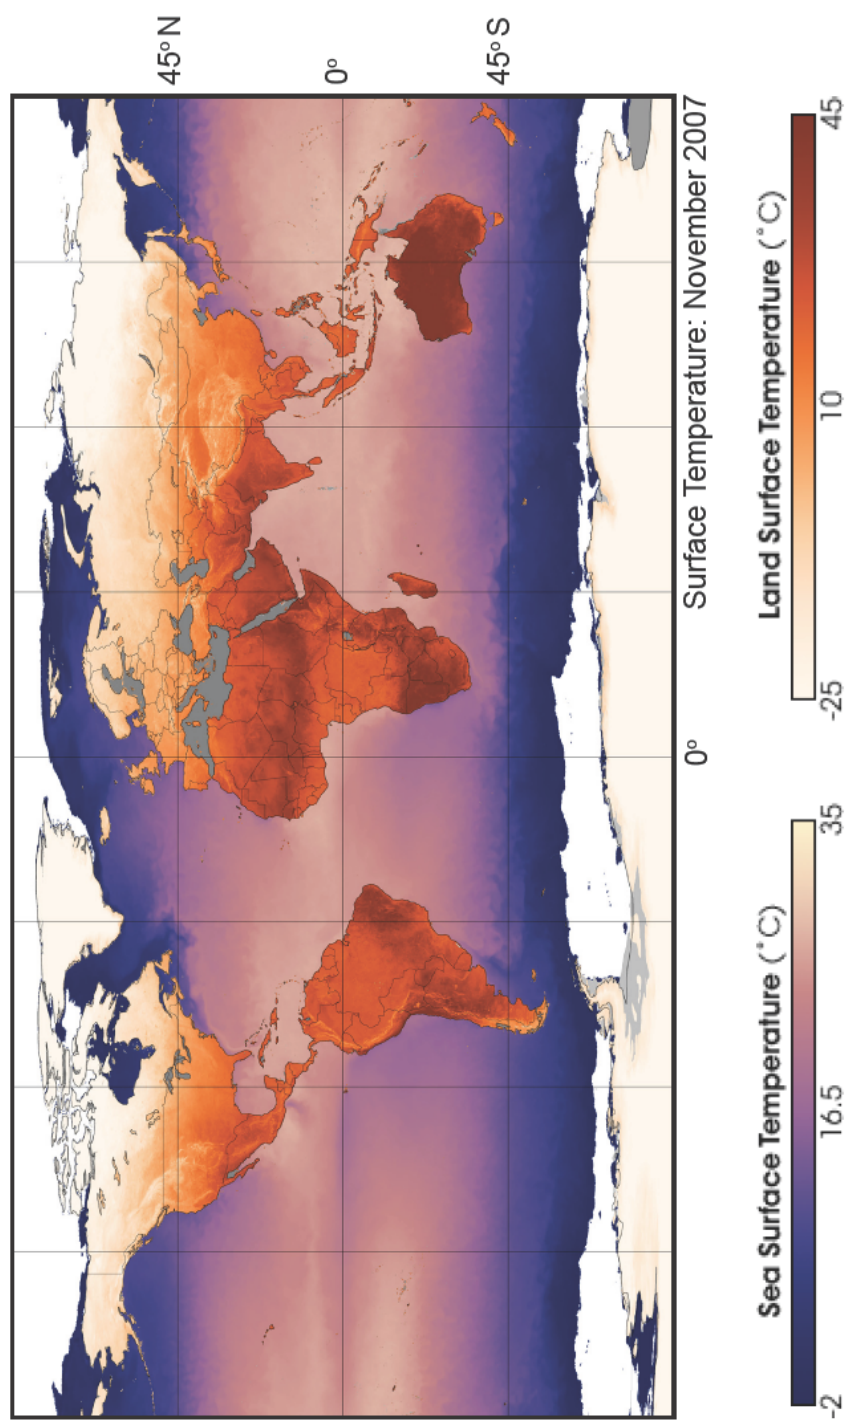 45° N
0°
45° S
0°
Surface Temperature: November 2007
Sea Surface Temperature (˚C)
-2
16.5
35
Land Surface Temperature (˚C)
-25
10
45